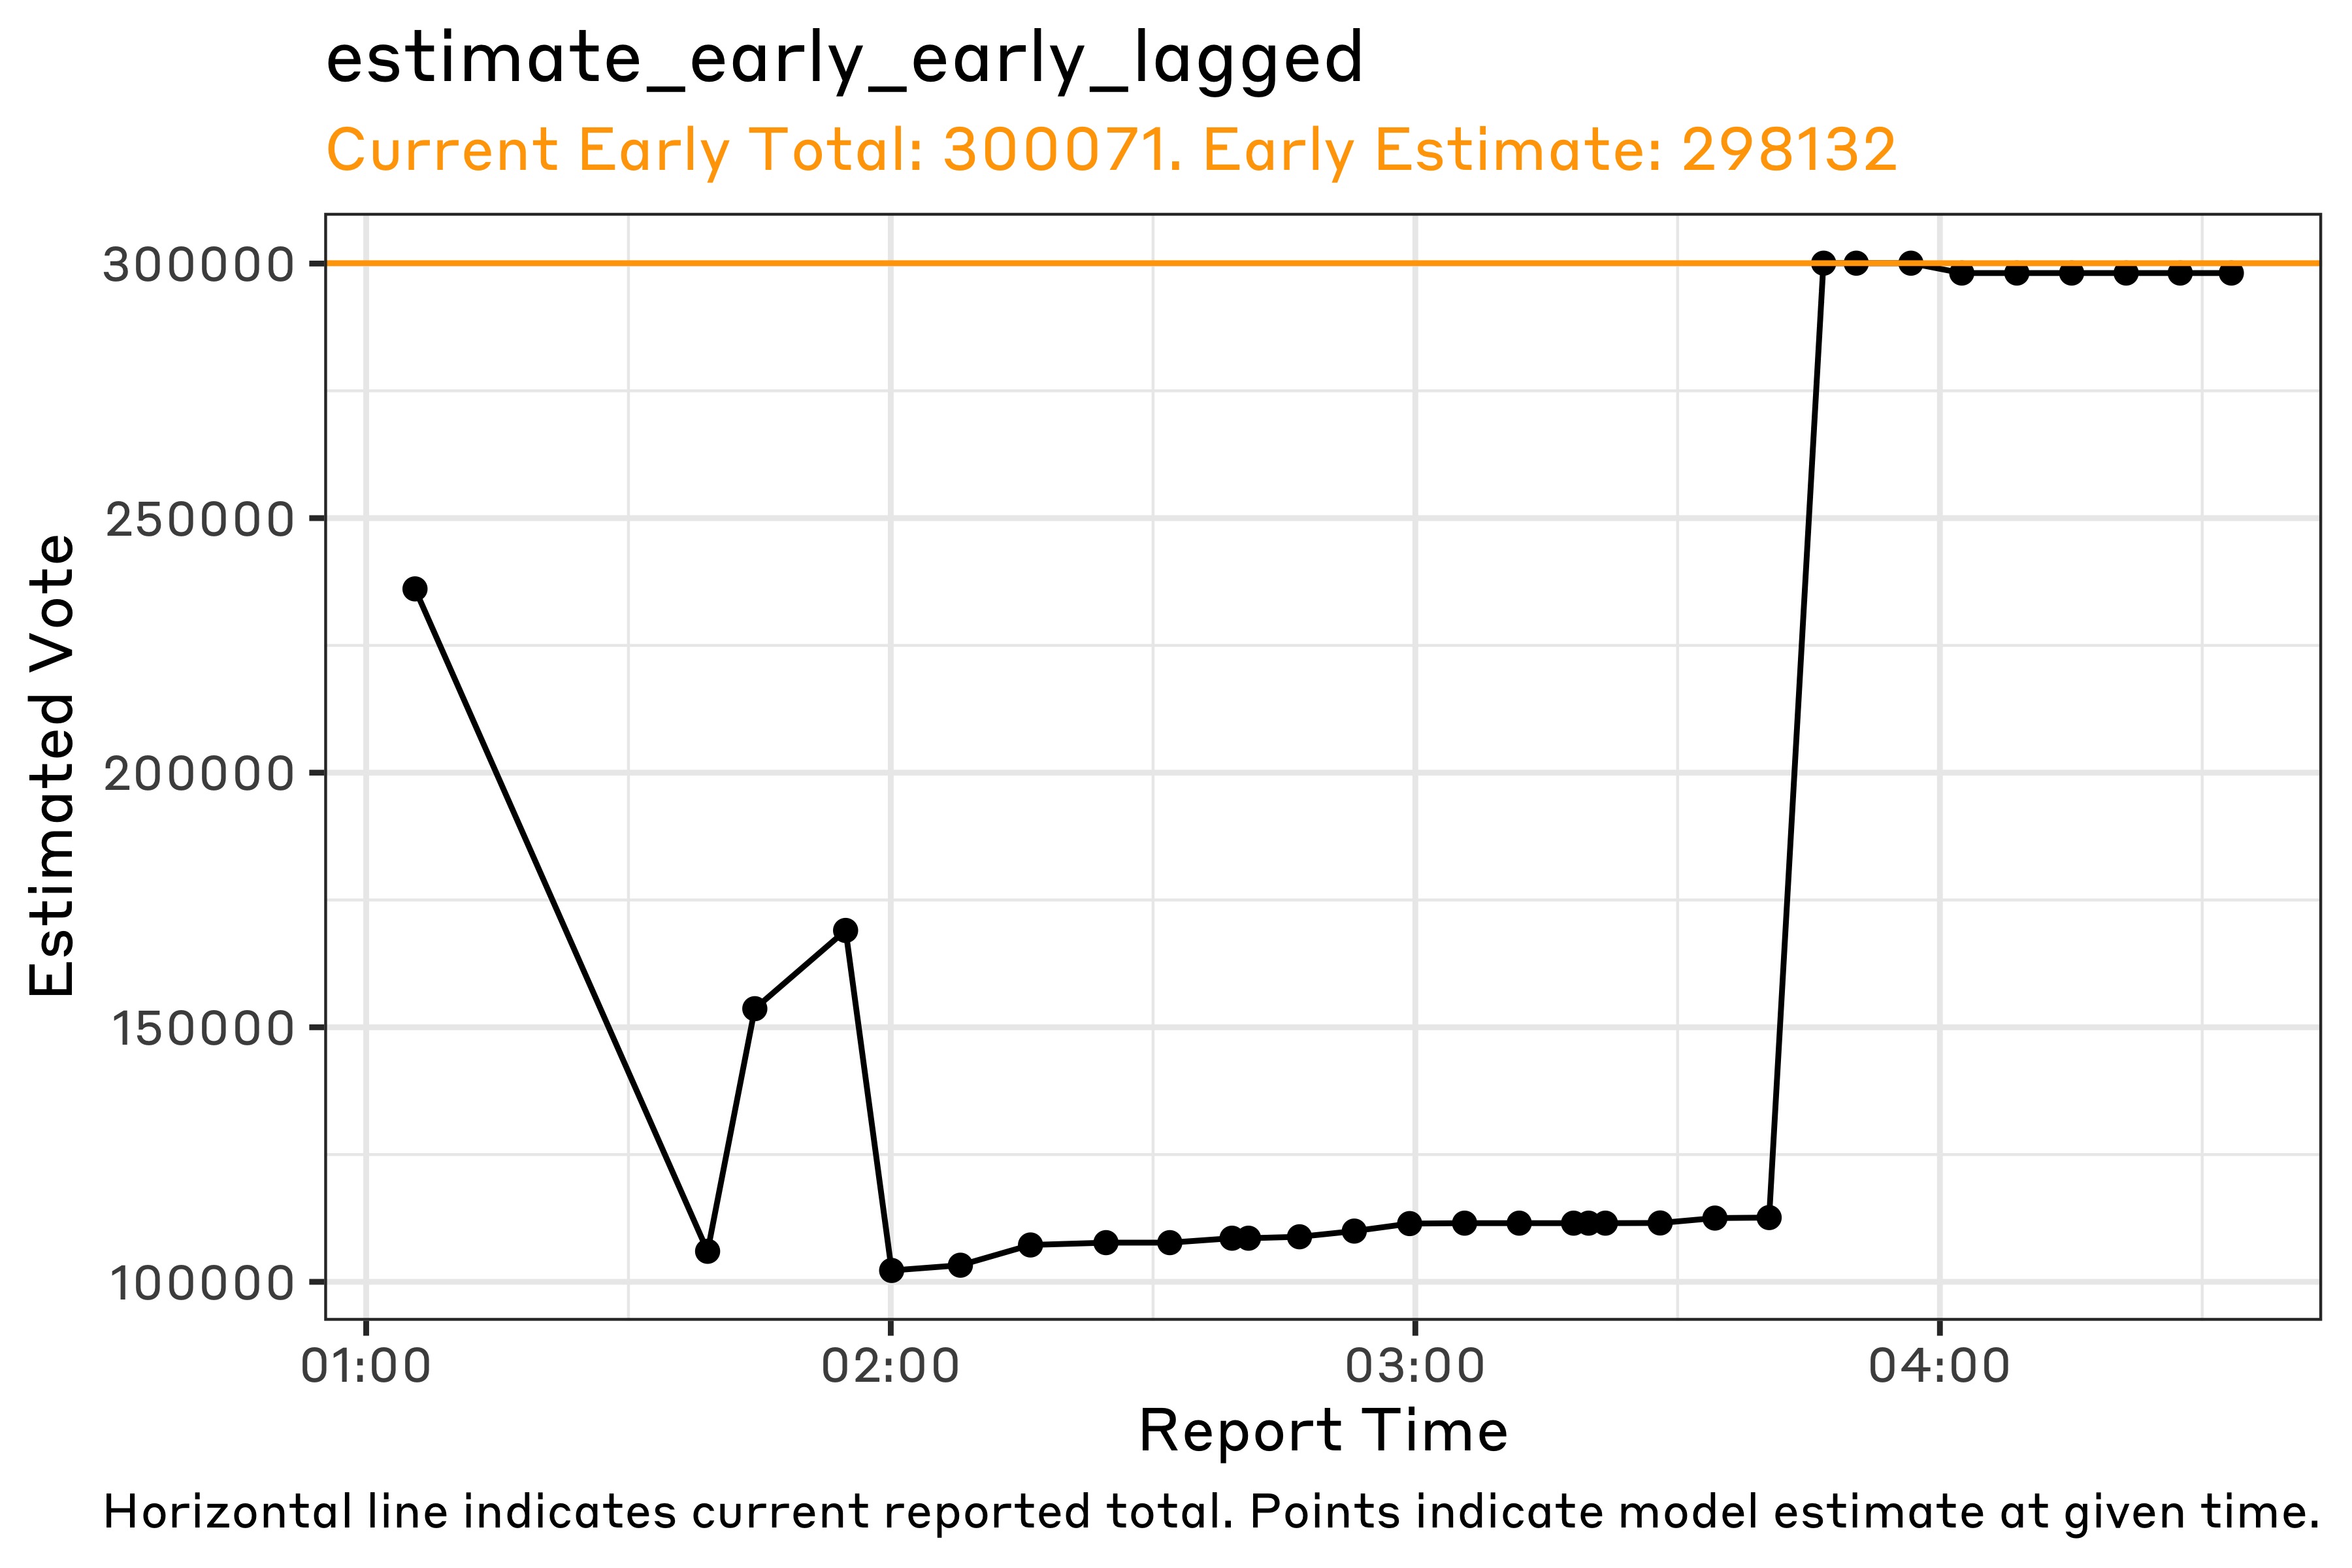 estimate_early_early_lagged
Current Early Total: 300071. Early Estimate: 298132
300000
250000
200000
150000
100000
Estimated Vote
01:00 02:00 03:00 04:00
Report Time
Horizontal line indicates current reported total. Points indicate model estimate at given time.